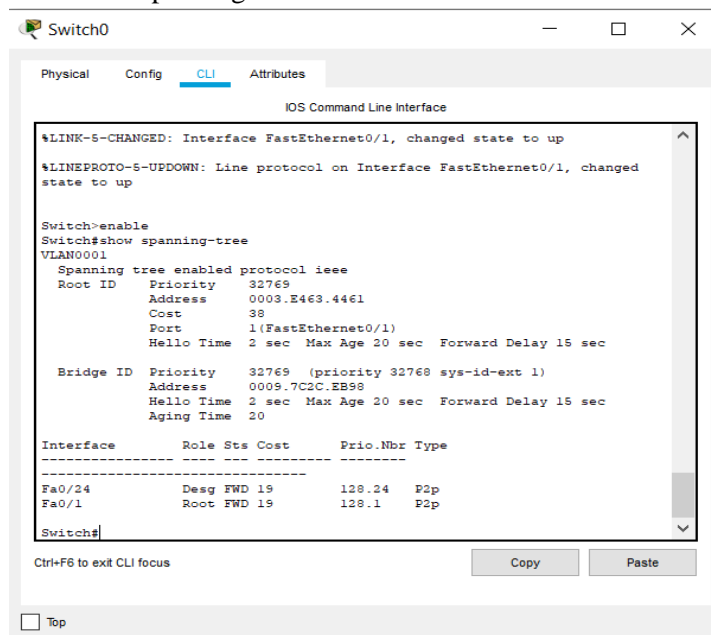 Switch0
Physical Config CLI Attributes
IOS Command Line Interface
%LINK-5-CHANGED: Interface FastEthernet0/1, changed state to up
%LINEPROTO-5-UPDOWN: Line protocol on Interface FastEthernet0/1, changed
state to up
Switch>enable
Switch#show spanning-tree
VLAN0001
Spanning tree enabled protocol ieee
Root ID Priority 32769
Address 0003.E463.4461
Cost 38
Port 1(FastEthernet0/1)
Hello Time 2 sec Max Age 20 sec Forward Delay 15 sec
Bridge ID Priority 32769 (priority 32768 sys-id-ext 1)
Address 0009.7C2C.EB98
Hello Time 2 sec Max Age 20 sec Forward Delay 15 sec
Aging Time 20
Interface Role Sts Cost Prio.Nbr Type
---------------- ---- --- --------- --------
--------------------------------
Fa0/24 Desg FWD 19 128.24 P2p
Fa0/1 Root FWD 19 128.1 P2p
Switch#
Ctrl+F6 to exit CLI focus Copy Paste
Top